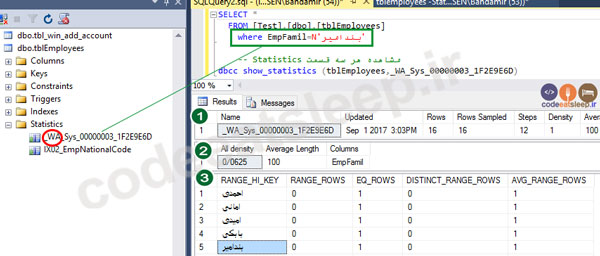 SQLQuery2.sql - (...SEN\Bandamir (54))*
tblemployees -Stat...SEN\Bandamir (53))
SELECT *
FROM [Test].[dbo].[tblEmployees]
where EmpFamil=N'بندامیر'
-- مشاهده هر سه قسمت Statistics
dbcc show_Statistics (tblEmployees,_WA_Sys_00000003_1F2E9E6D)
100 %
dbo.tbl_win_add_account
dbo.tblEmployees
Columns
Keys
Constraints
Triggers
Indexes
Statistics
_WA_Sys_00000003_1F2E9E6D
IX02_EmpNationalCode
Results Messages
1
Name Updated Rows Rows Sampled Steps Density Avera
1 _WA_Sys_00000003_1F2E9E6D Sep 1 2017 3:03PM 16 16 12 1 100
2
All density Average Length Columns
1 0/0625 100 EmpFamil
3
RANGE_HI_KEY RANGE_ROWS EQ_ROWS DISTINCT_RANGE_ROWS AVG_RANGE_ROWS
1 احمدی 0 1 0 1
2 امانی 0 1 0 1
3 امیدی 0 1 0 1
4 بابکی 0 1 0 1
5 بندامیر 0 1 0 1
codeeatsleep.ir
codeeatsleep.ir